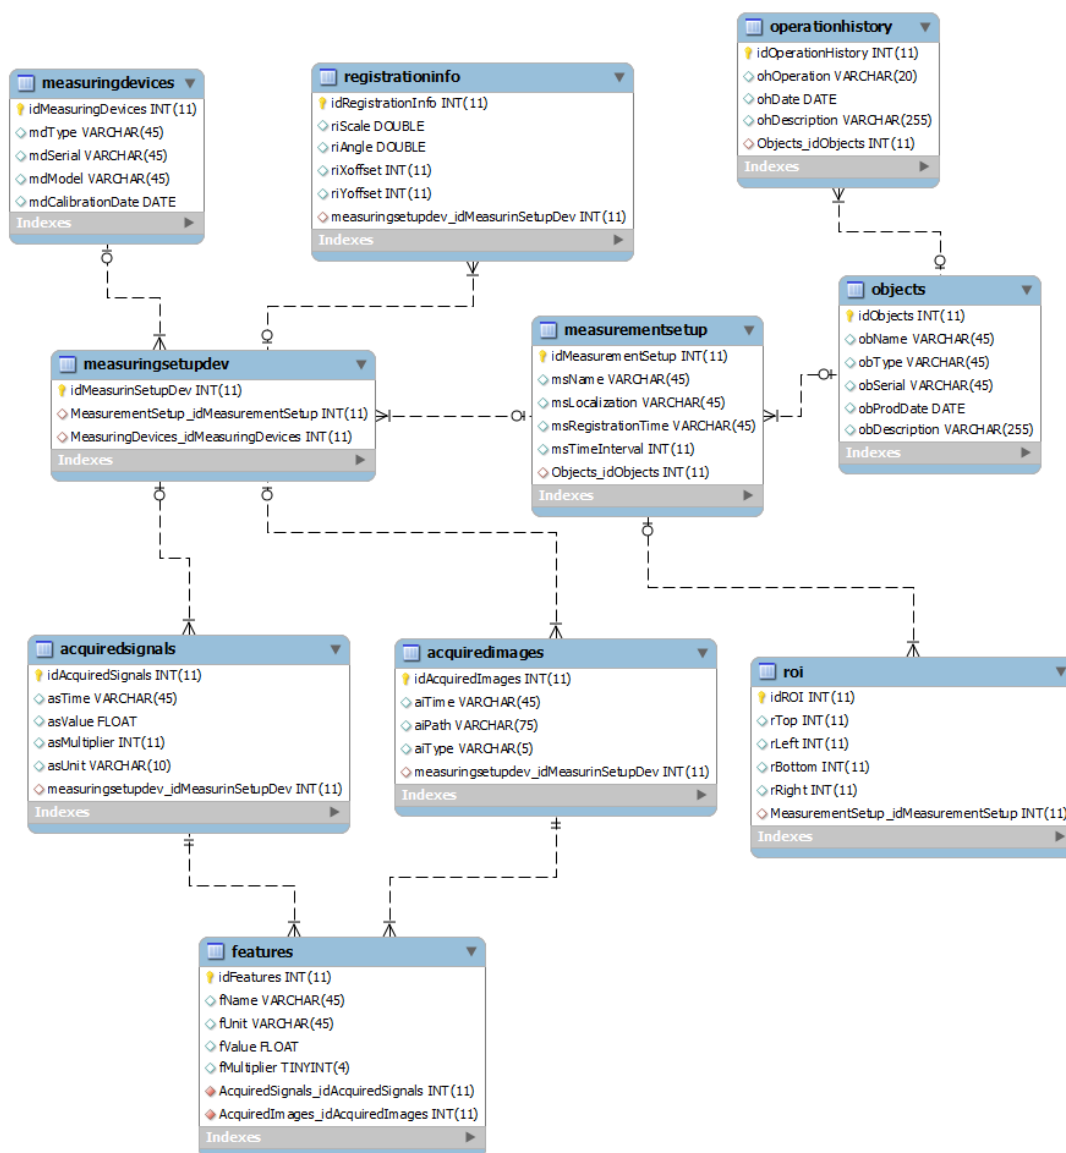 operationhistory
idOperationHistory INT(11)
ohOperation VARCHAR(20)
ohDate DATE
ohDescription VARCHAR(255)
Objects_idObjects INT(11)
Indexes
measuringdevices
idMeasuringDevices INT(11)
mdType VARCHAR(45)
mdSerial VARCHAR(45)
mdModel VARCHAR(45)
mdCalibrationDate DATE
Indexes
registrationinfo
idRegistrationInfo INT(11)
riScale DOUBLE
riAngle DOUBLE
riXoffset INT(11)
riYoffset INT(11)
measuringsetupdev_idMeasurinSetupDev INT(11)
Indexes
objects
idObjects INT(11)
obName VARCHAR(45)
obType VARCHAR(45)
obSerial VARCHAR(45)
obProdDate DATE
obDescription VARCHAR(255)
Indexes
measurementsetup
idMeasurementSetup INT(11)
msName VARCHAR(45)
msLocalization VARCHAR(45)
msRegistrationTime VARCHAR(45)
msTimeInterval INT(11)
Objects_idObjects INT(11)
Indexes
measuringsetupdev
idMeasurinSetupDev INT(11)
MeasurementSetup_idMeasurementSetup INT(11)
MeasuringDevices_idMeasuringDevices INT(11)
Indexes
acquiredsignals
idAcquiredSignals INT(11)
asTime VARCHAR(45)
asValue FLOAT
asMultiplier INT(11)
asUnit VARCHAR(10)
measuringsetupdev_idMeasurinSetupDev INT(11)
Indexes
acquiredimages
idAcquiredImages INT(11)
aiTime VARCHAR(45)
aiPath VARCHAR(75)
aiType VARCHAR(5)
measuringsetupdev_idMeasurinSetupDev INT(11)
Indexes
roi
idROI INT(11)
rTop INT(11)
rLeft INT(11)
rBottom INT(11)
rRight INT(11)
MeasurementSetup_idMeasurementSetup INT(11)
Indexes
features
idFeatures INT(11)
fName VARCHAR(45)
fUnit VARCHAR(45)
fValue FLOAT
fMultiplier TINYINT(4)
AcquiredSignals_idAcquiredSignals INT(11)
AcquiredImages_idAcquiredImages INT(11)
Indexes